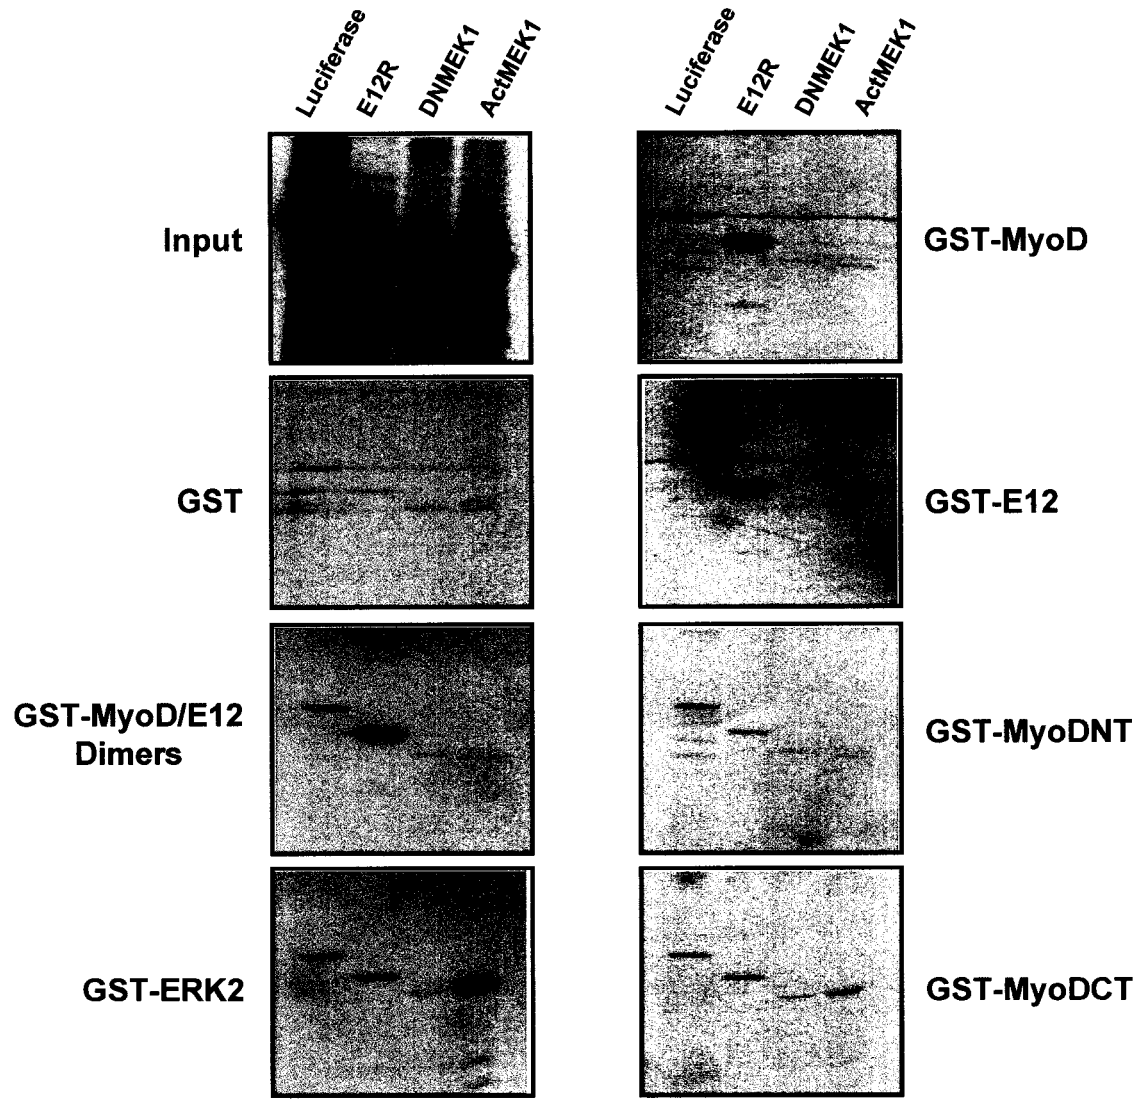 Luciferase
E12R
DNMEK1
ActMEK1
Luciferase
E12R
DNMEK1
ActMEK1
Input
GST-MyoD
GST
GST-E12
GST-MyoD/E12
Dimers
GST-MyoDNT
GST-ERK2
GST-MyoDCT